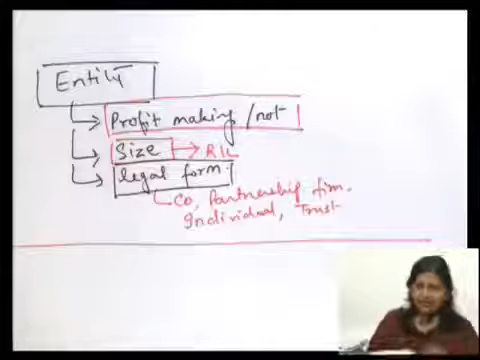 Entity
Profit making /not
Size → RIL
legal form.
Co, Partnership firm.
Individual, Trust